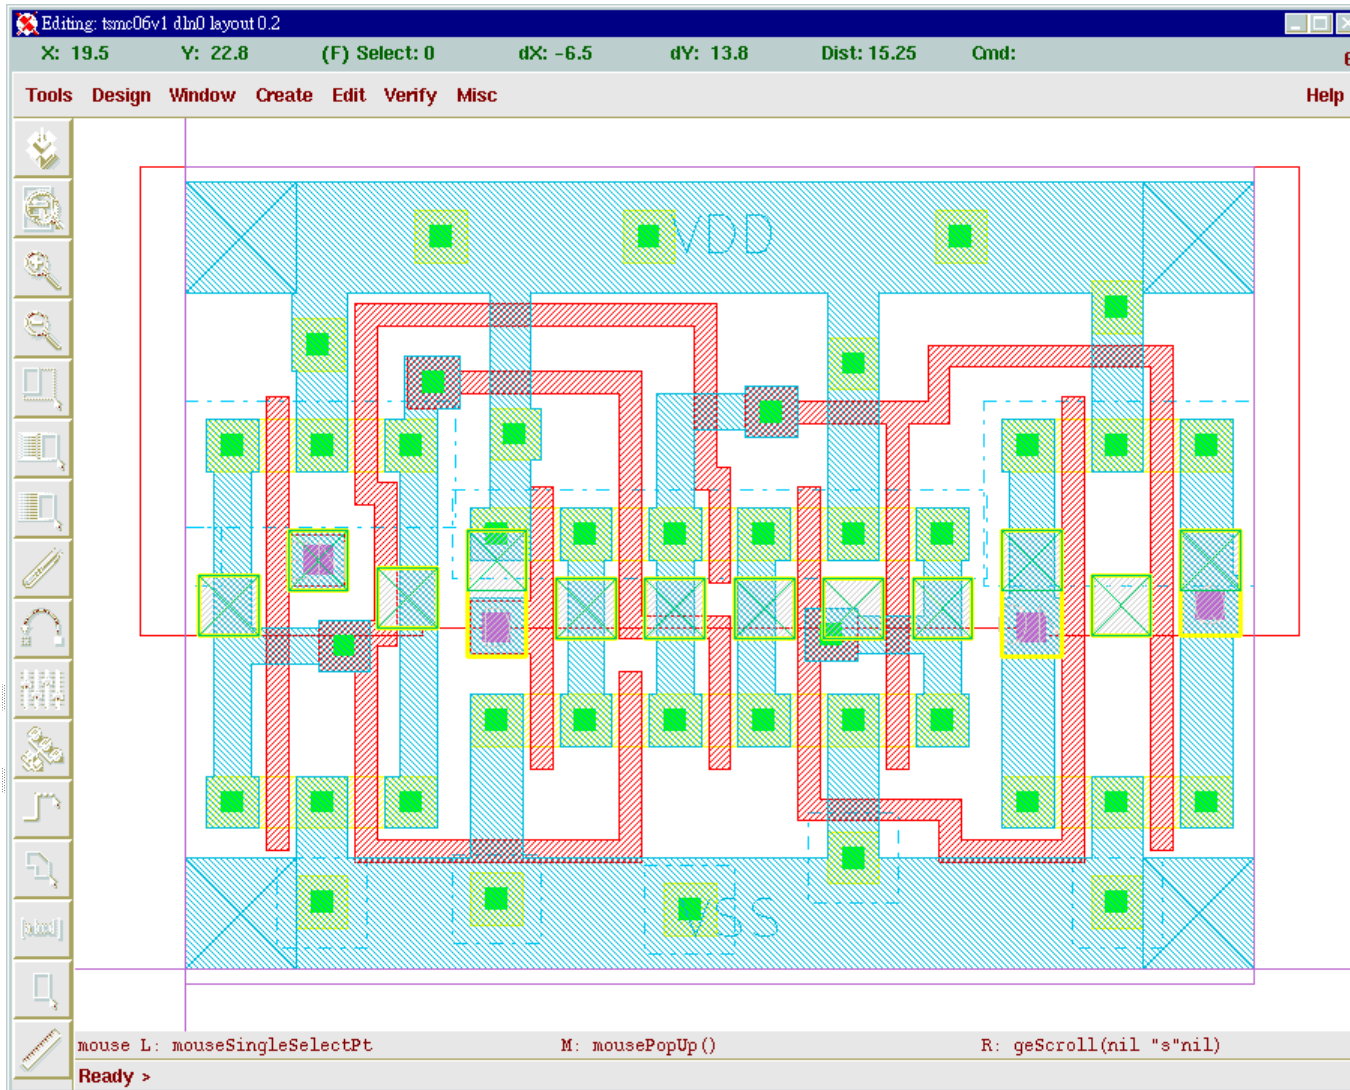 Editing: tsmc06v1 dln0 layout 0.2
X: 19.5 Y: 22.8 (F) Select: 0 dX: -6.5 dY: 13.8 Dist: 15.25 Cmd:
Tools Design Window Create Edit Verify Misc Help
VDD
VSS
mouse L: mouseSingleSelectPt M: mousePopUp() R: geScroll(nil "s"nil)
Ready >